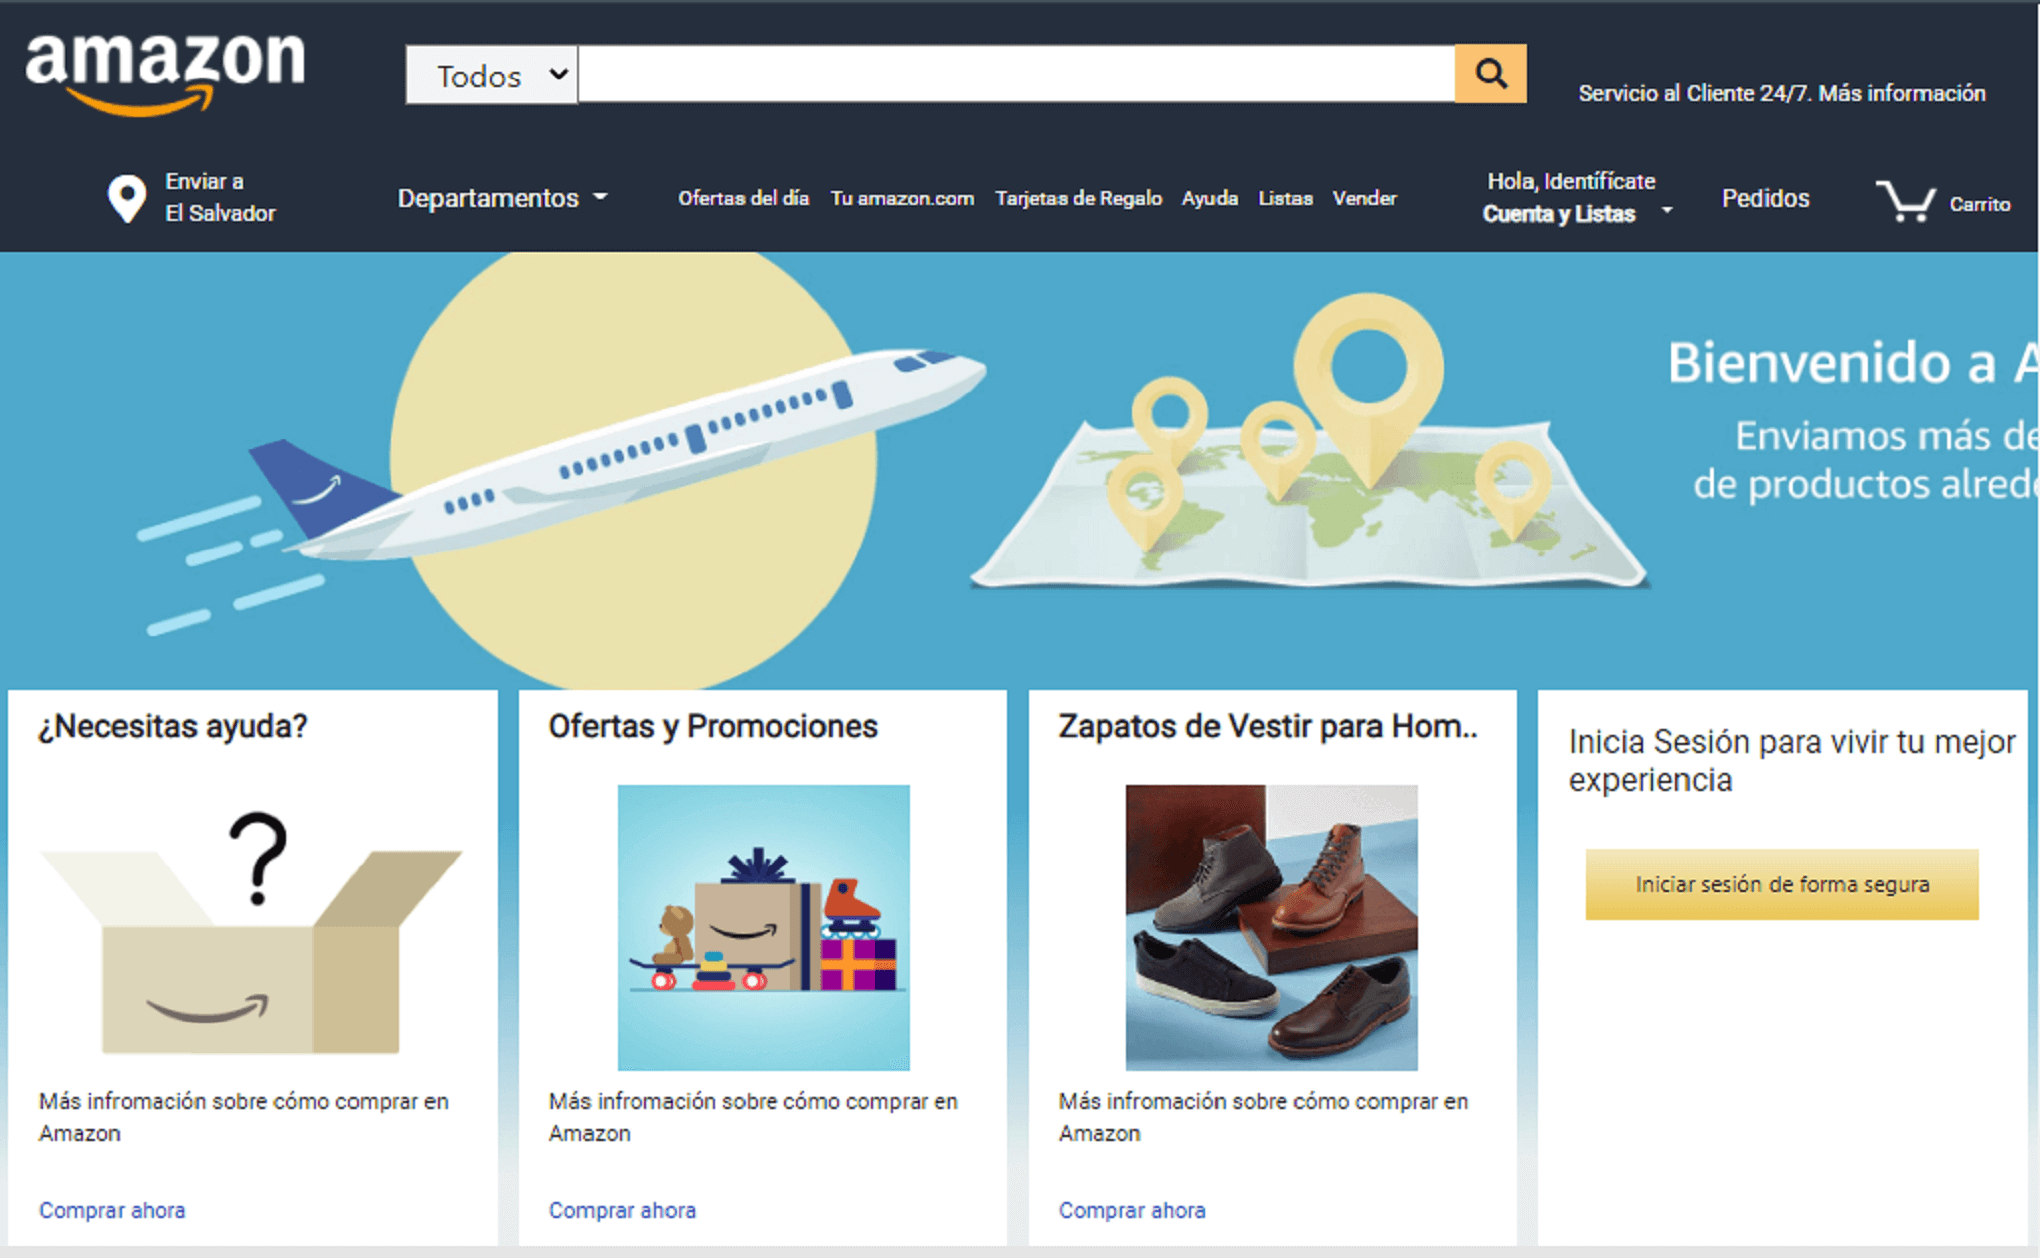 amazon
Todos
Servicio al Cliente 24/7. Más información
Enviar a
El Salvador
Departamentos
Ofertas del día Tu amazon.com Tarjetas de Regalo Ayuda Listas Vender
Hola, Identifícate
Cuenta y Listas
Pedidos
Carrito
Bienvenido a A
Enviamos más de
de productos alrede
¿Necesitas ayuda?
Más infromación sobre cómo comprar en
Amazon
Comprar ahora
Ofertas y Promociones
Más infromación sobre cómo comprar en
Amazon
Comprar ahora
Zapatos de Vestir para Hom..
Más infromación sobre cómo comprar en
Amazon
Comprar ahora
Inicia Sesión para vivir tu mejor
experiencia
Iniciar sesión de forma segura